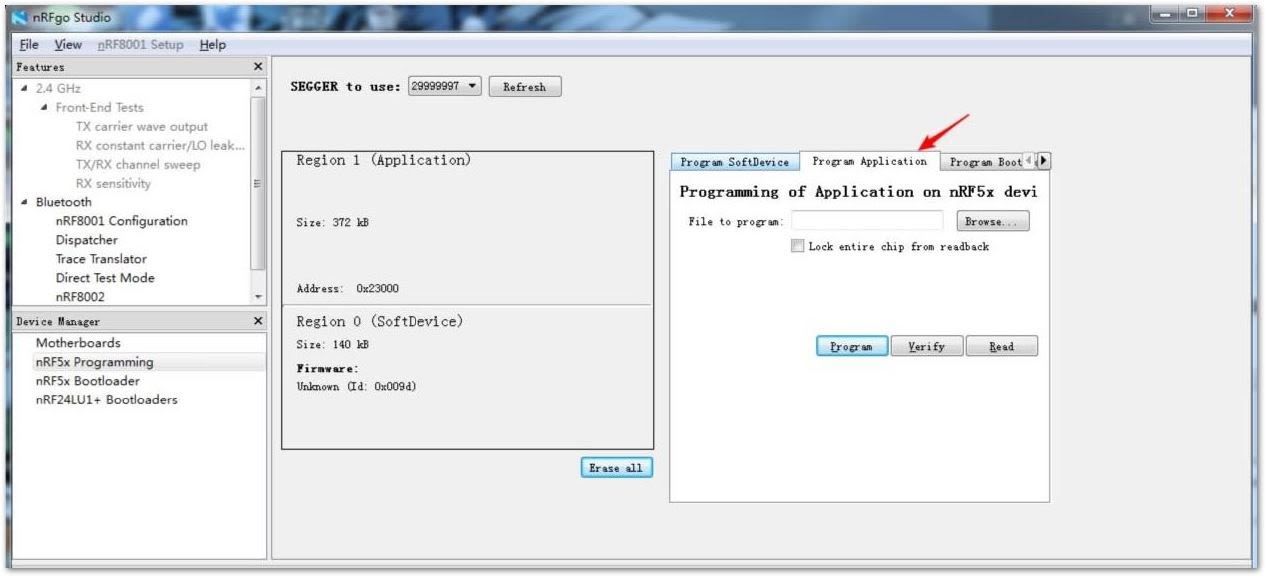 nRFgo Studio
File View nRF8001 Setup Help
Features
2.4 GHz
Front-End Tests
TX carrier wave output
RX constant carrier/LO leak...
TX/RX channel sweep
RX sensitivity
Bluetooth
nRF8001 Configuration
Dispatcher
Trace Translator
Direct Test Mode
nRF8002
Device Manager
Motherboards
nRF5x Programming
nRF5x Bootloader
nRF24LU1+ Bootloaders
SEGGER to use: 29999997 Refresh
Region 1 (Application)
Size: 372 kB
Address: 0x23000
Region 0 (SoftDevice)
Size: 140 kB
Firmware:
Unknown (Id: 0x009d)
Erase all
Program SoftDevice Program Application Program Boot
Programming of Application on nRF5x devi
File to program: Browse...
Lock entire chip from readback
Program Verify Read